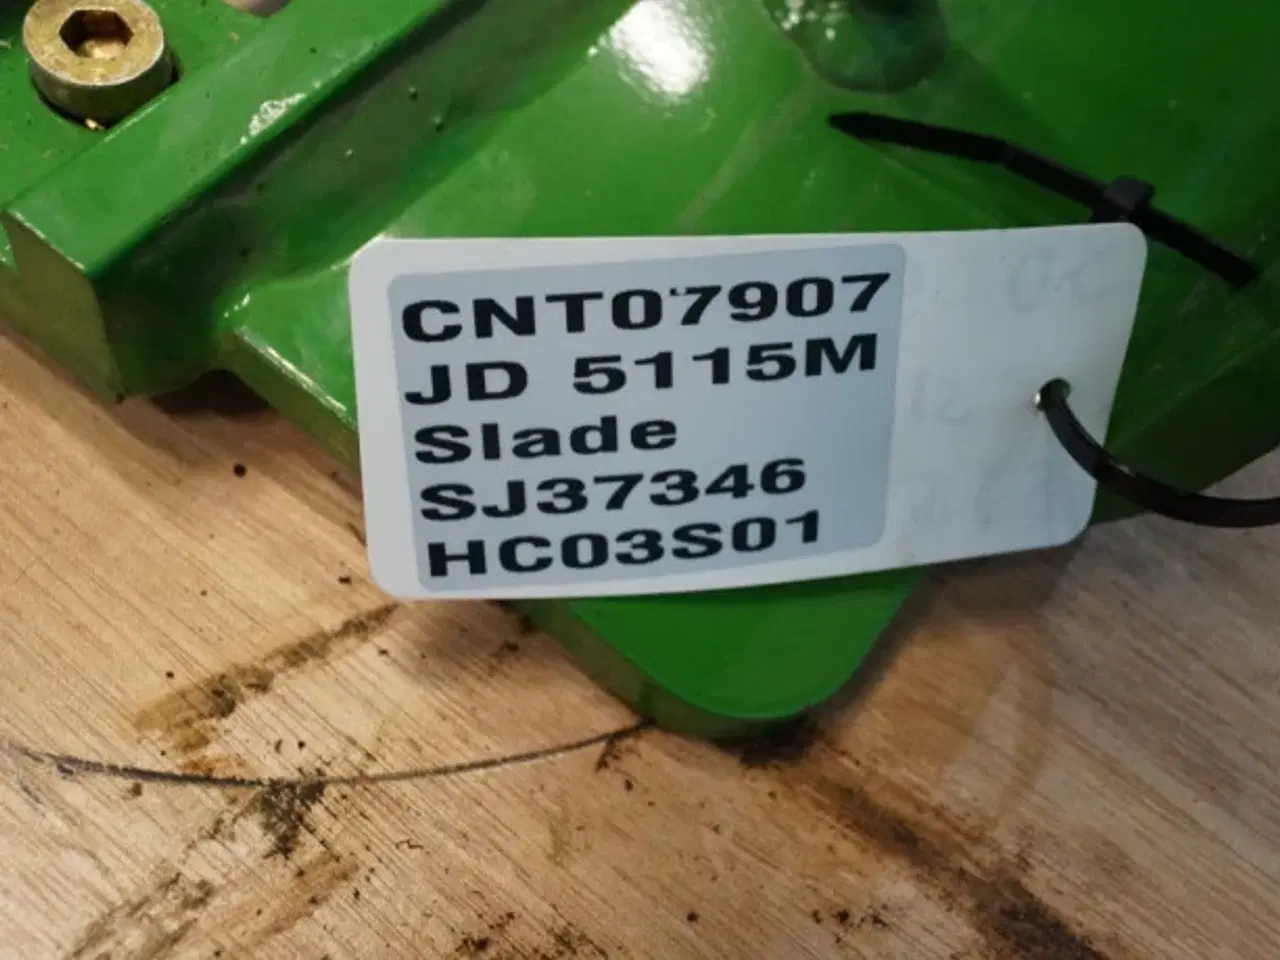 CNT07907
JD 5115M
Slade
SJ37346
HC03S01